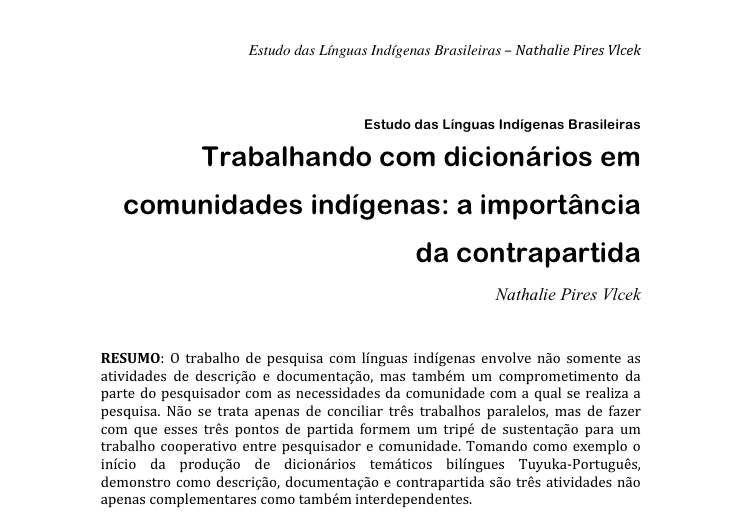 Estudo das Línguas Indígenas Brasileiras – Nathalie Pires Vlcek
Estudo das Línguas Indígenas Brasileiras
Trabalhando com dicionários em
comunidades indígenas: a importância
da contrapartida
Nathalie Pires Vlcek
RESUMO: O trabalho de pesquisa com línguas indígenas envolve não somente as
atividades de descrição e documentação, mas também um comprometimento da
parte do pesquisador com as necessidades da comunidade com a qual se realiza a
pesquisa. Não se trata apenas de conciliar três trabalhos paralelos, mas de fazer
com que esses três pontos de partida formem um tripé de sustentação para um
trabalho cooperativo entre pesquisador e comunidade. Tomando como exemplo o
início da produção de dicionários temáticos bilíngues Tuyuka-Português,
demonstro como descrição, documentação e contrapartida são três atividades não
apenas complementares como também interdependentes.